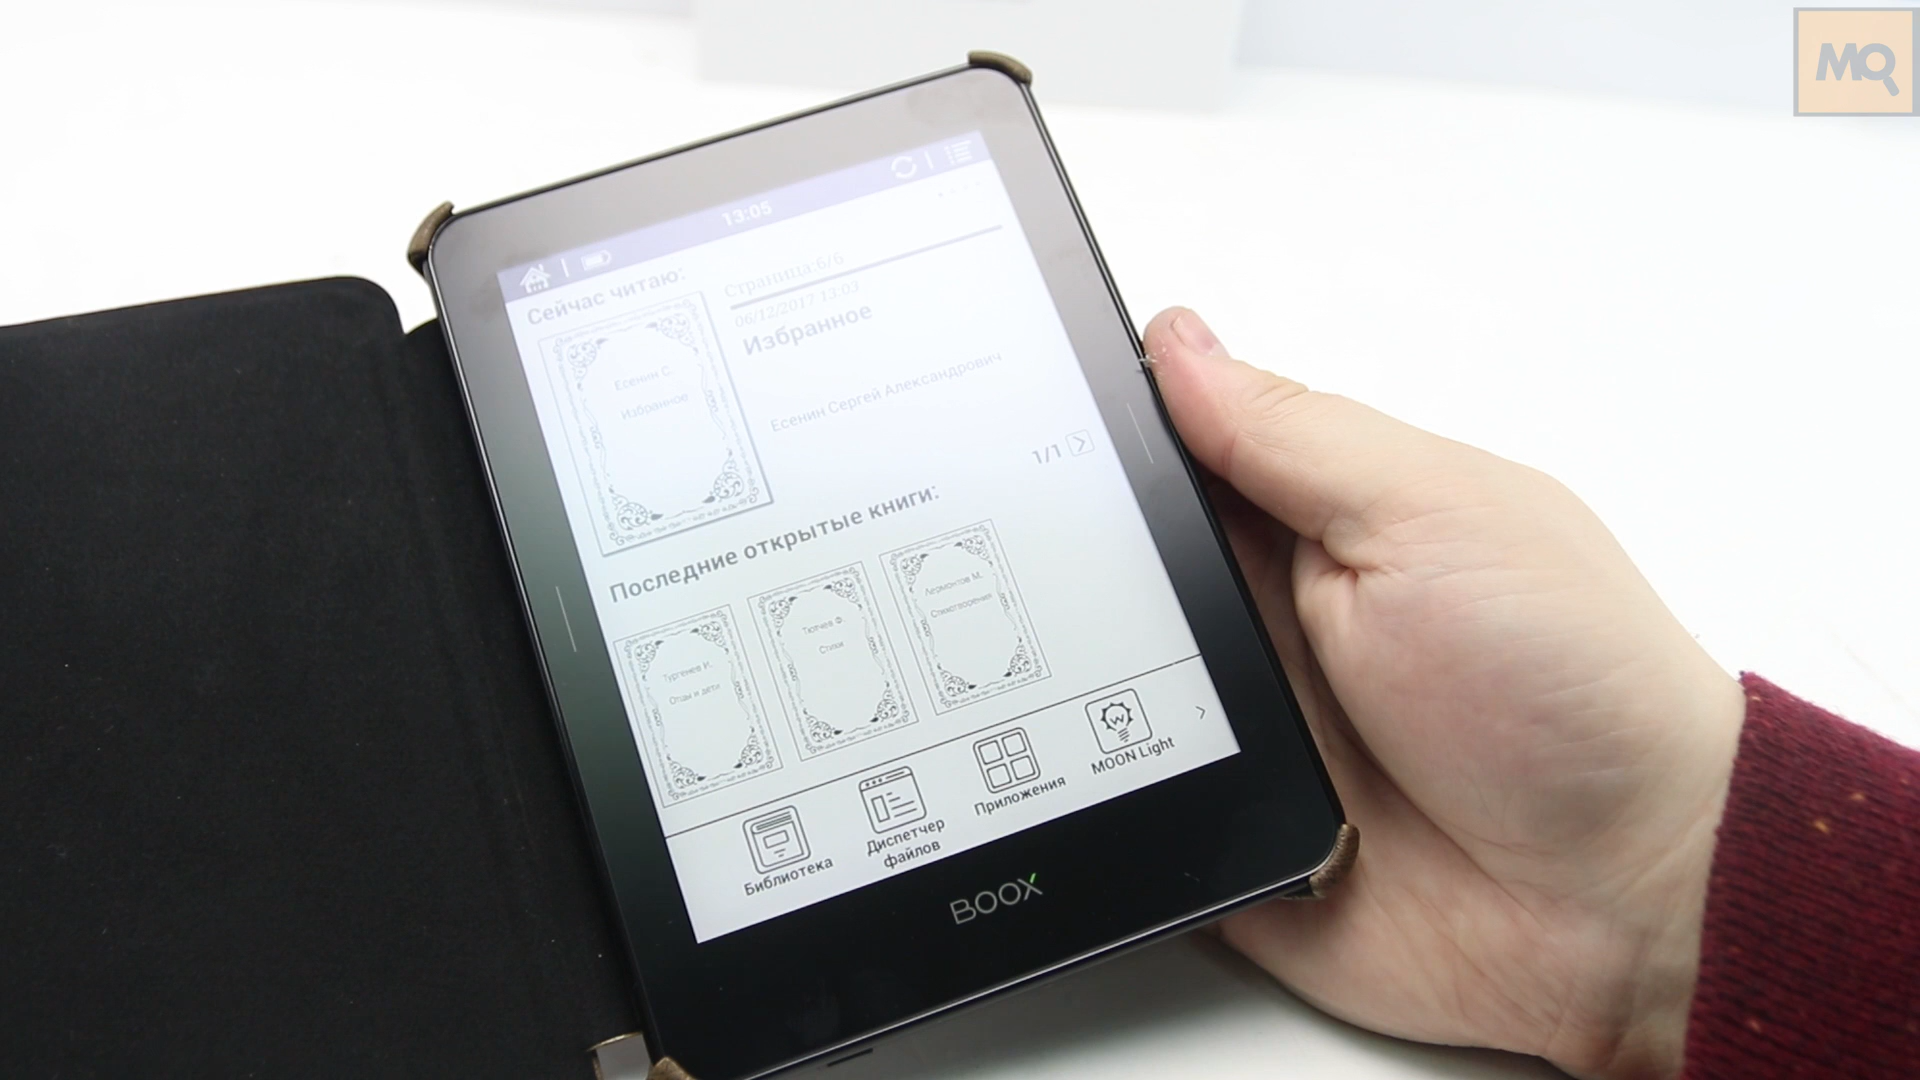 MQ
13:05
Сейчас читаю:
Страница:6/6
06/12/2017 13:03
Избранное
Есенин С.
Избранное
Есенин Сергей Александрович
1/1
Последние открытые книги:
Тургенев И.
Отцы и дети
Тютчев Ф.
Стихи
Лермонтов М.
Стихотворения
Библиотека
Диспетчер
файлов
Приложения
W
MOON Light
BOOX